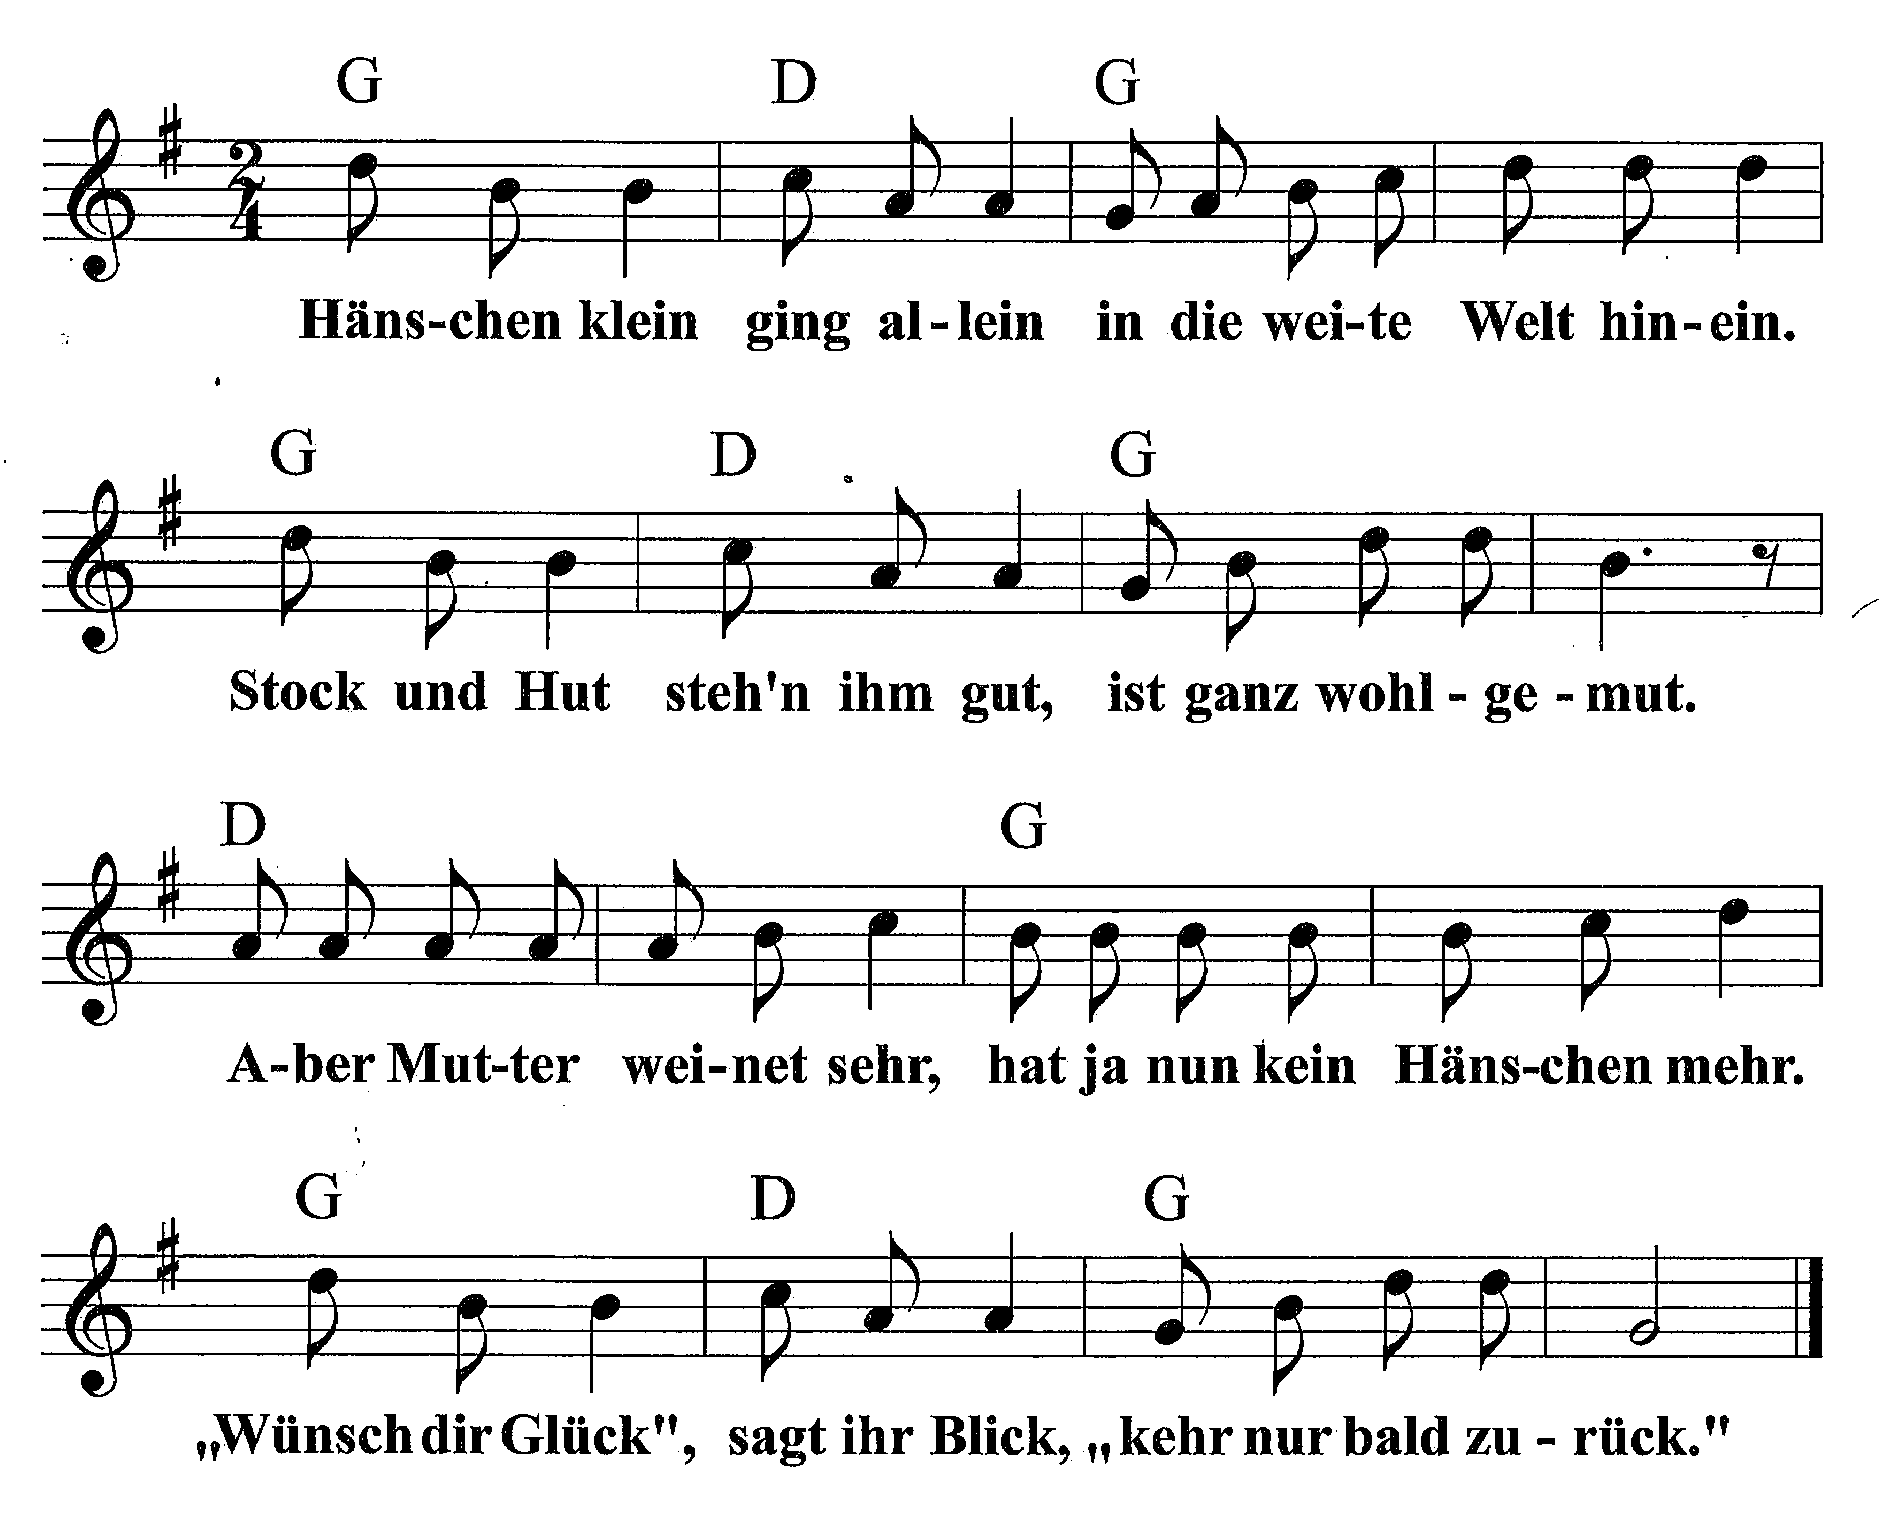 G D G
2
4
Häns-chen klein ging al-lein in die wei-te Welt hin-ein.
G D G
Stock und Hut steh'n ihm gut, ist ganz wohl-ge-mut.
D G
A-ber Mut-ter wei-net sehr, hat ja nun kein Häns-chen mehr.
G D G
„Wünsch dir Glück", sagt ihr Blick, „kehr nur bald zu-rück."